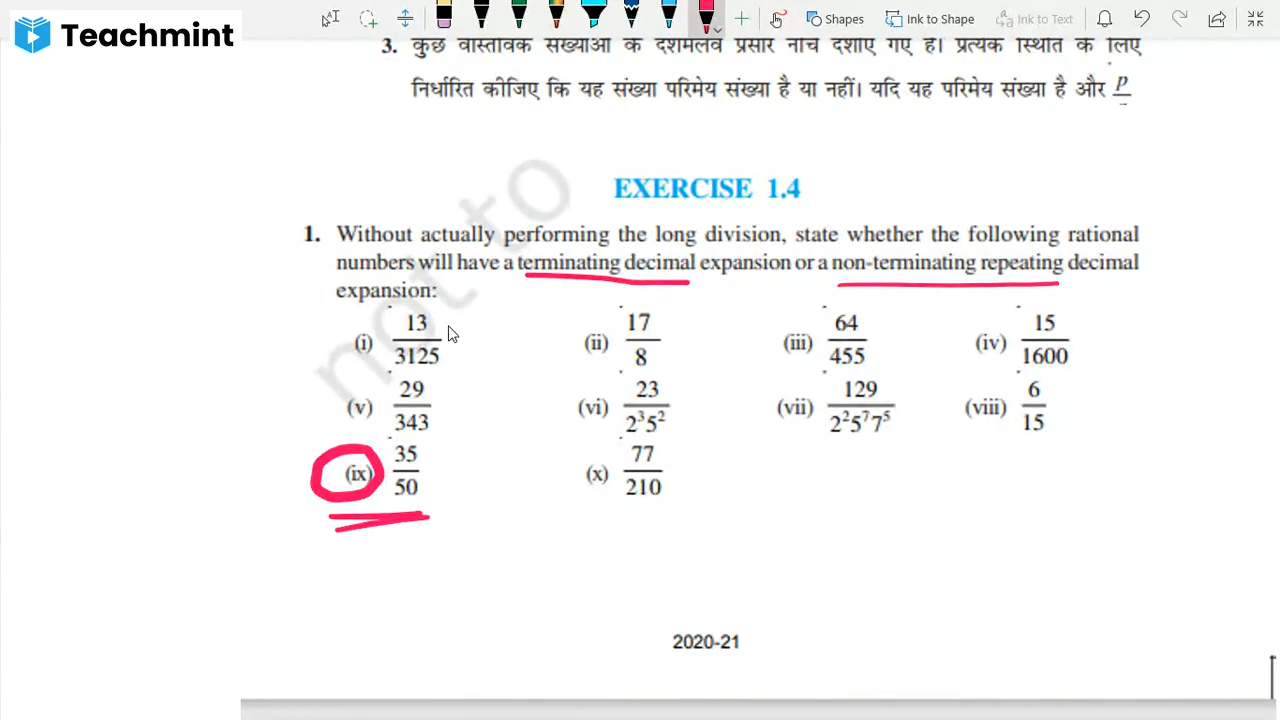 Teachmint
Shapes
Ink to Shape
Ink to Text
3. कुछ वास्तविक संख्याओं के दशमलव प्रसार नीचे दर्शाए गए हैं। प्रत्येक स्थिति के लिए
निर्धारित कीजिए कि यह संख्या परिमेय संख्या है या नहीं। यदि यह परिमेय संख्या है और p
not to
EXERCISE 1.4
1. Without actually performing the long division, state whether the following rational
numbers will have a terminating decimal expansion or a non-terminating repeating decimal
expansion:
(i) 13/3125 (ii) 17/8 (iii) 64/455 (iv) 15/1600
(v) 29/343 (vi) 23/2³5² (vii) 129/2²5⁷7⁵ (viii) 6/15
(ix) 35/50 (x) 77/210
2020-21